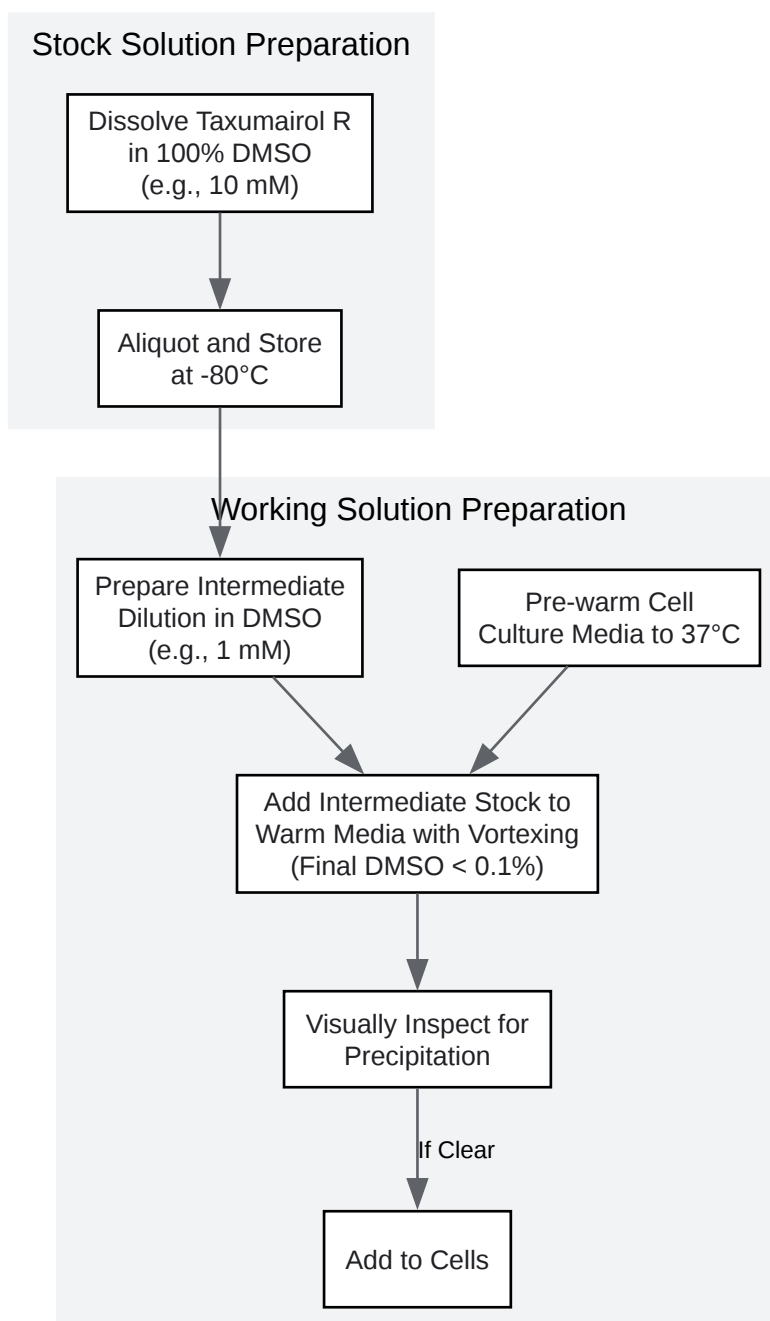 Stock Solution Preparation
Dissolve Taxumairol R
in 100% DMSO
(e.g., 10 mM)
Aliquot and Store
at -80°C
Working Solution Preparation
Prepare Intermediate
Dilution in DMSO
(e.g., 1 mM)
Pre-warm Cell
Culture Media to 37°C
Add Intermediate Stock to
Warm Media with Vortexing
(Final DMSO < 0.1%)
Visually Inspect for
Precipitation
If Clear
Add to Cells